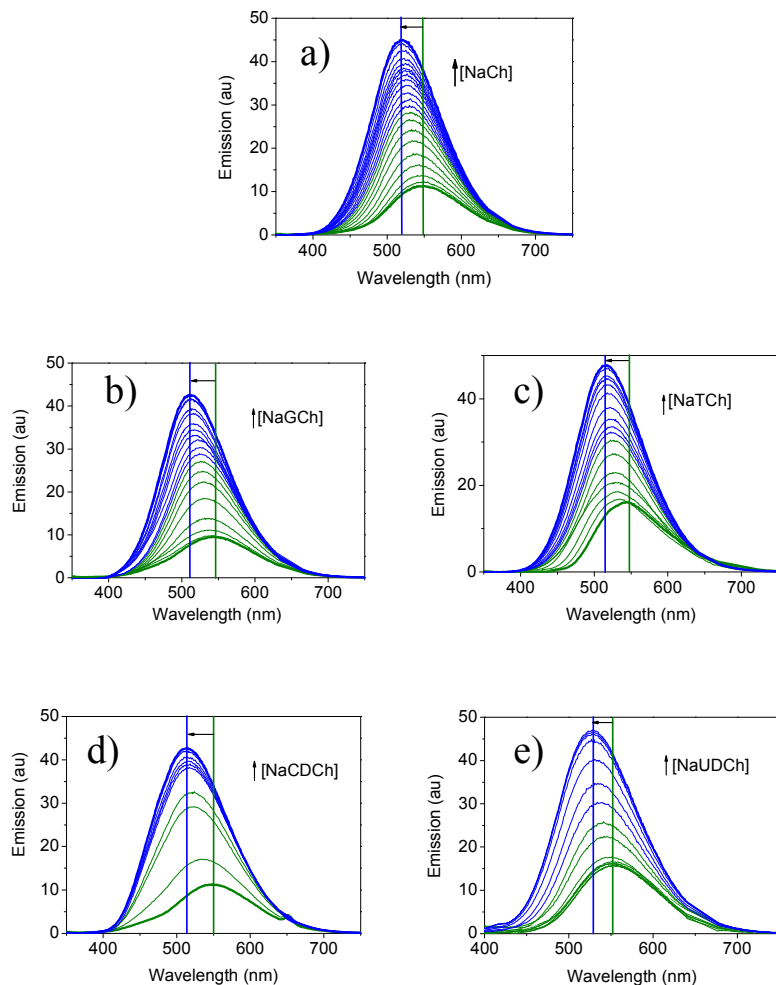 a)
[NaCh]
Emission (au)
50
40
30
20
10
0
400 500 600 700
Wavelength (nm)
b)
[NaGCh]
Emission (au)
50
40
30
20
10
0
400 500 600 700
Wavelength (nm)
c)
[NaTCh]
Emission (au)
40
20
0
400 500 600 700
Wavelength (nm)
d)
[NaCDCh]
Emission (au)
50
40
30
20
10
0
400 500 600 700
Wavelength (nm)
e)
[NaUDCh]
Emission (au)
50
40
30
20
10
0
400 500 600 700
Wavelength (nm)